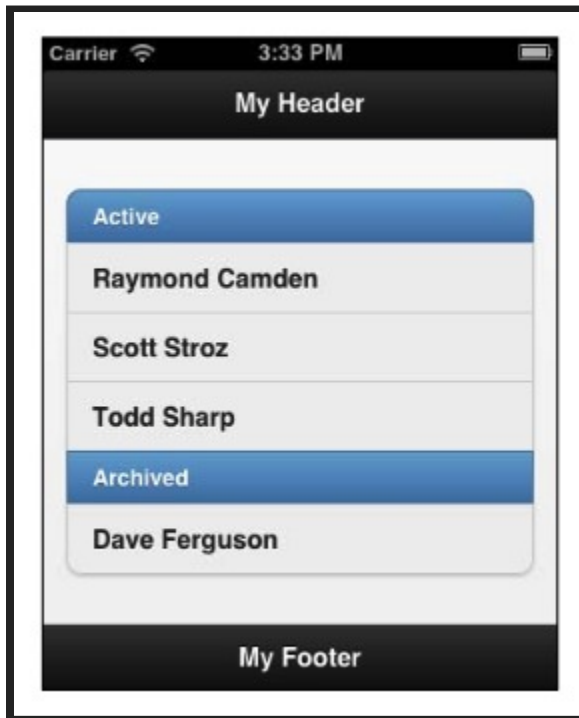 Carrier 3:33 PM
My Header
Active
Raymond Camden
Scott Stroz
Todd Sharp
Archived
Dave Ferguson
My Footer